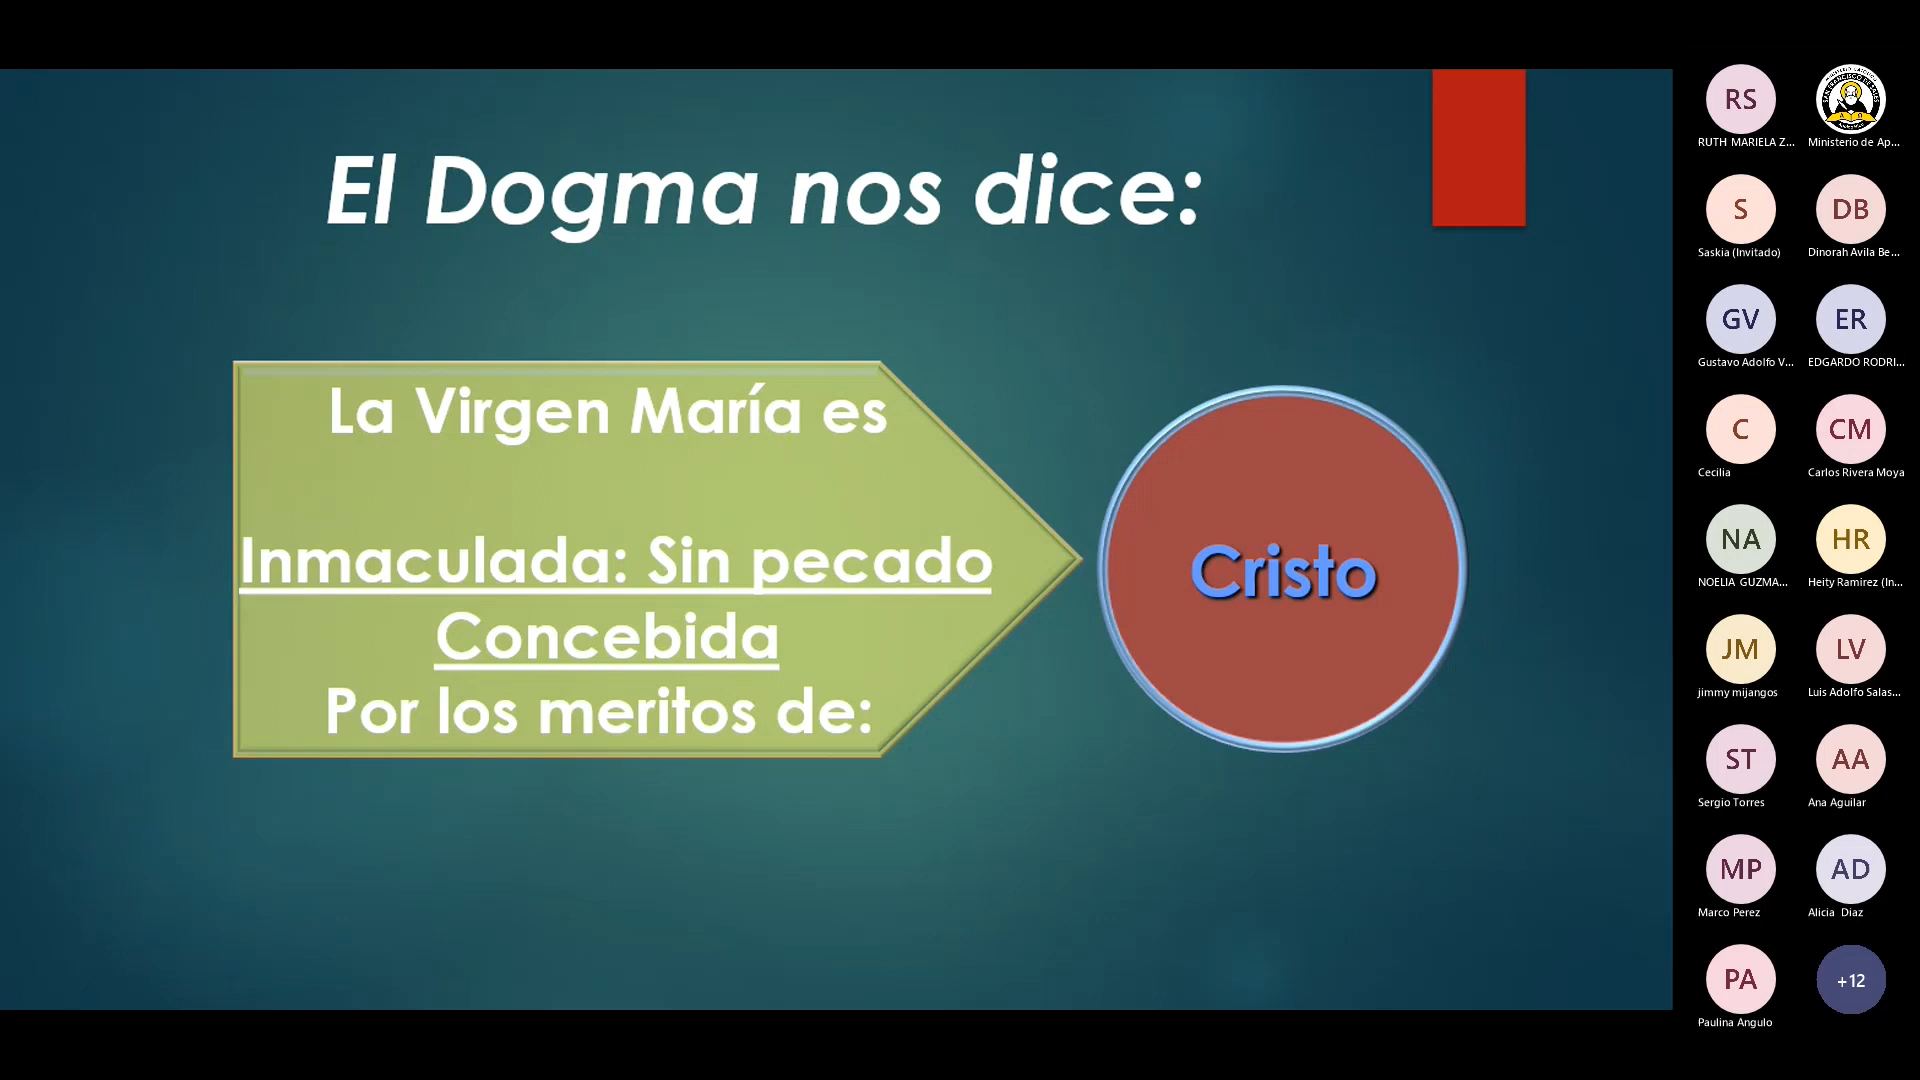 El Dogma nos dice:
La Virgen María es
Inmaculada: Sin pecado
Concebida
Por los meritos de:
Cristo
RS
RUTH MARIELA Z...
Ministerio de Ap...
S
Saskia (Invitado)
DB
Dinorah Avila Be...
GV
Gustavo Adolfo V...
ER
EDGARDO RODRI...
C
Cecilia
CM
Carlos Rivera Moya
NA
NOELIA GUZMA...
HR
Heity Ramirez (In...
JM
jimmy mijangos
LV
Luis Adolfo Salas...
ST
Sergio Torres
AA
Ana Aguilar
MP
Marco Perez
AD
Alicia Diaz
PA
Paulina Angulo
+12